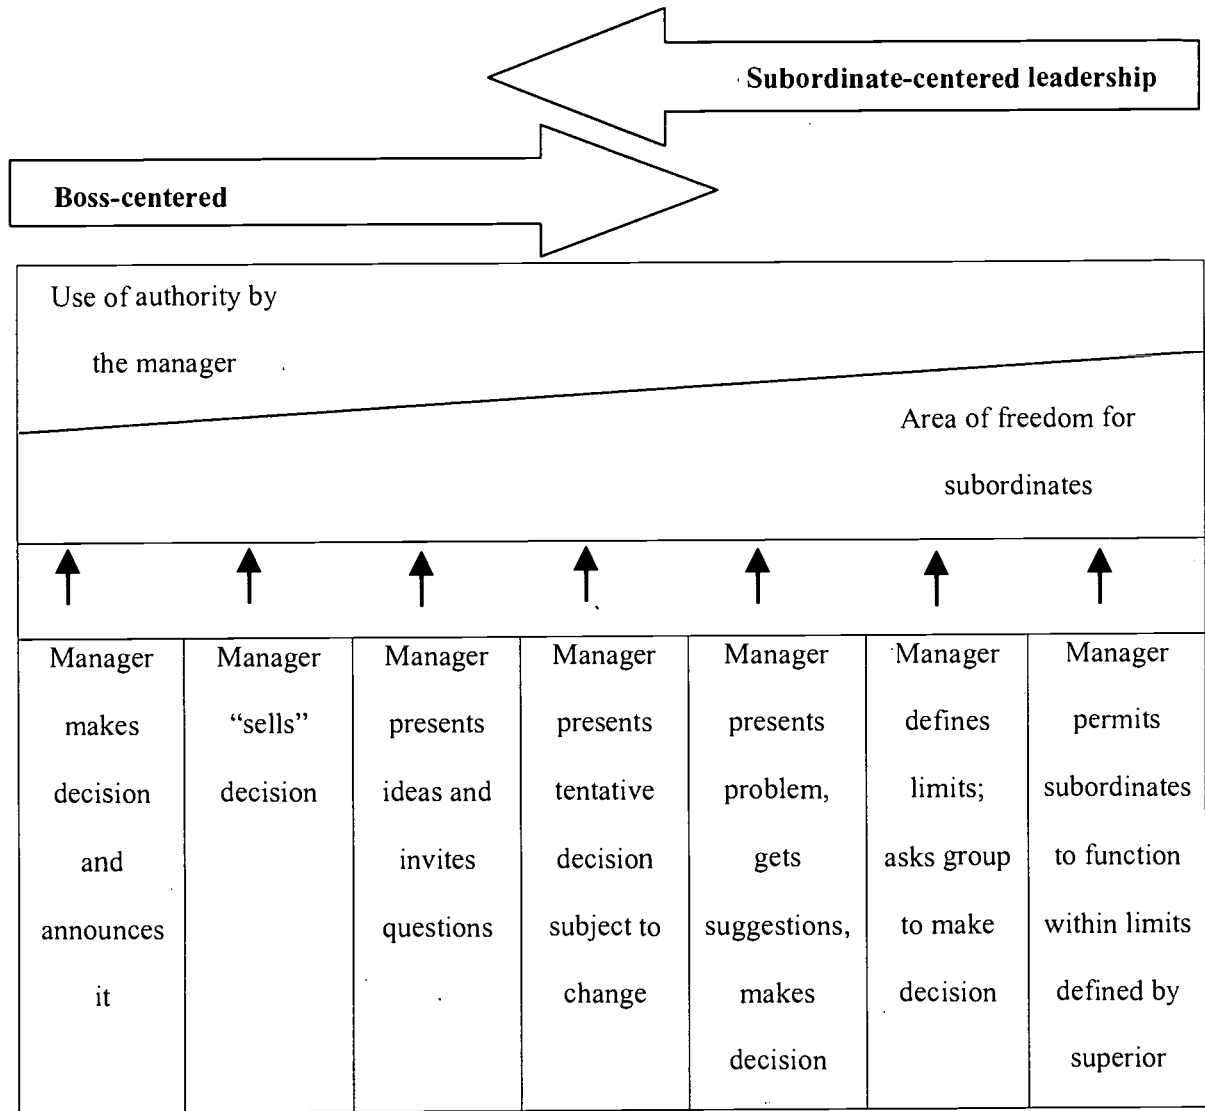 Subordinate-centered leadership
Boss-centered
Use of authority by
the manager
Area of freedom for
subordinates
Manager
makes
decision
and
announces
it
Manager
“sells”
decision
Manager
presents
ideas and
invites
questions
Manager
presents
tentative
decision
subject to
change
Manager
presents
problem,
gets
suggestions,
makes
decision
Manager
defines
limits;
asks group
to make
decision
Manager
permits
subordinates
to function
within limits
defined by
superior